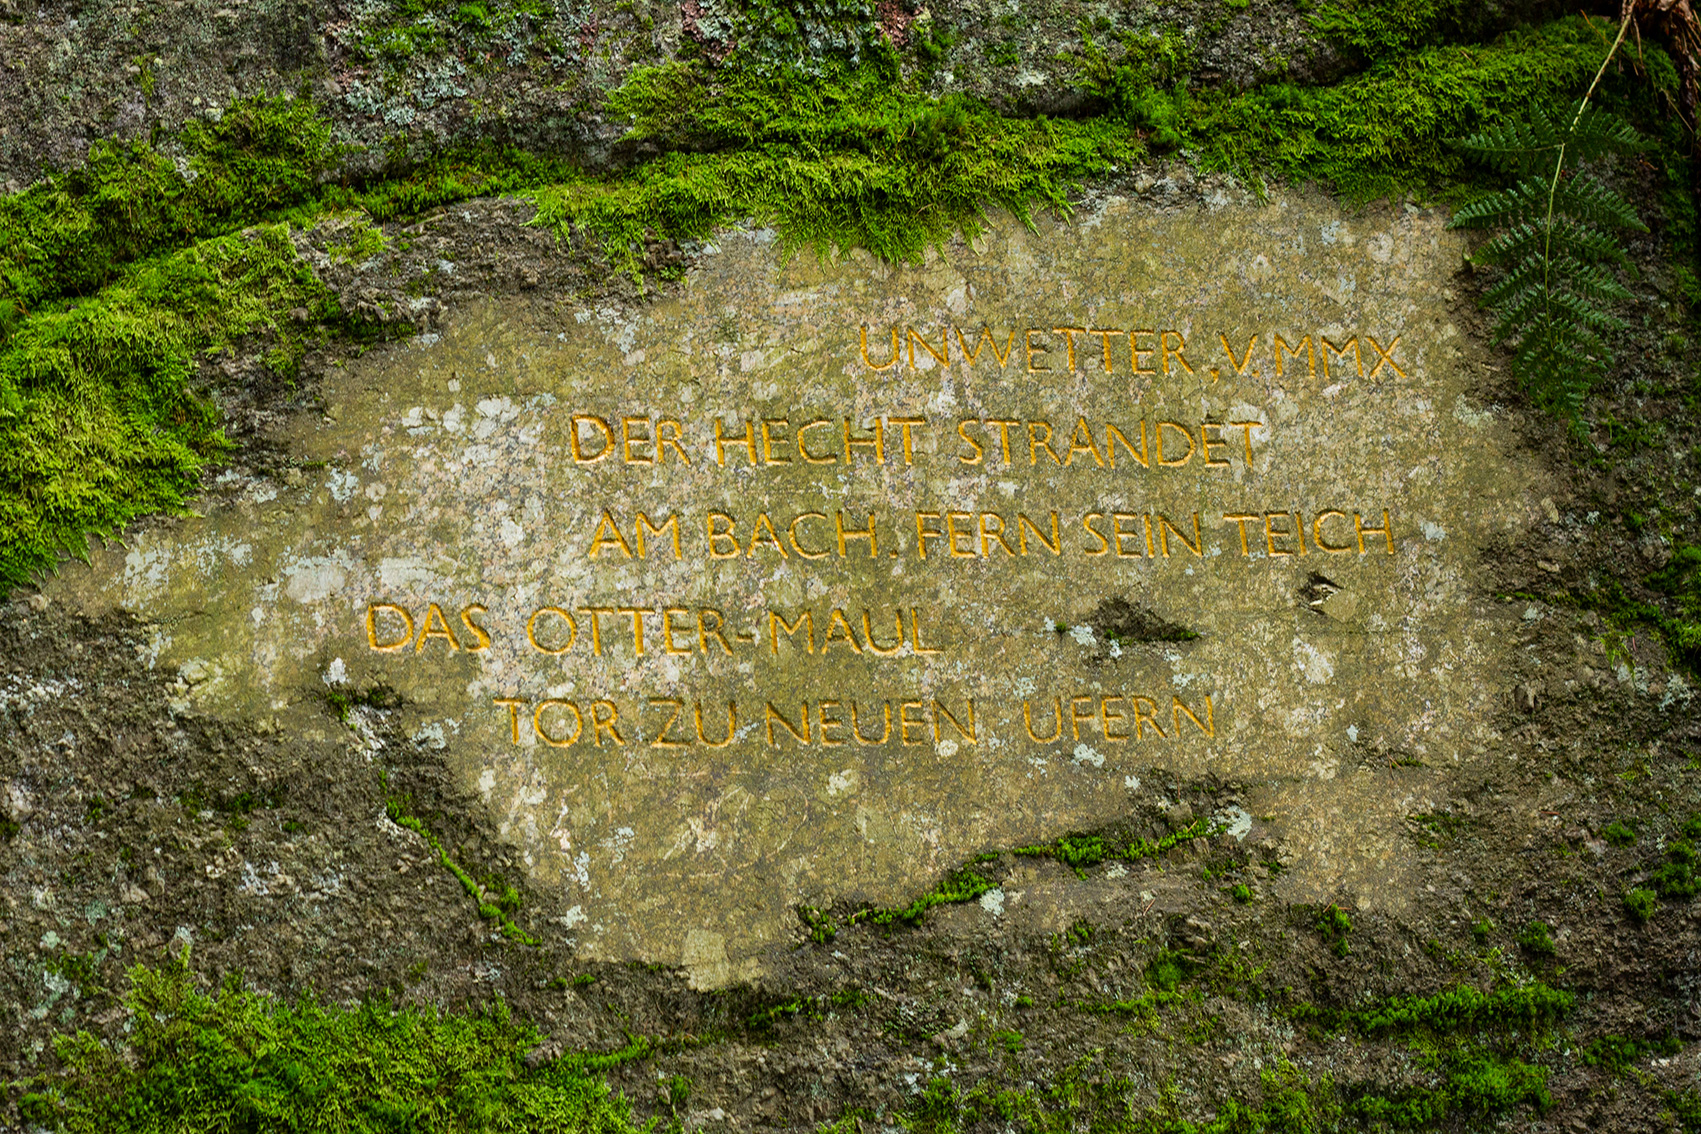 UNWETTER, V. MMX
DER HECHT STRANDET
AM BACH. FERN SEIN TEICH
DAS OTTER-MAUL
TOR ZU NEUEN UFERN